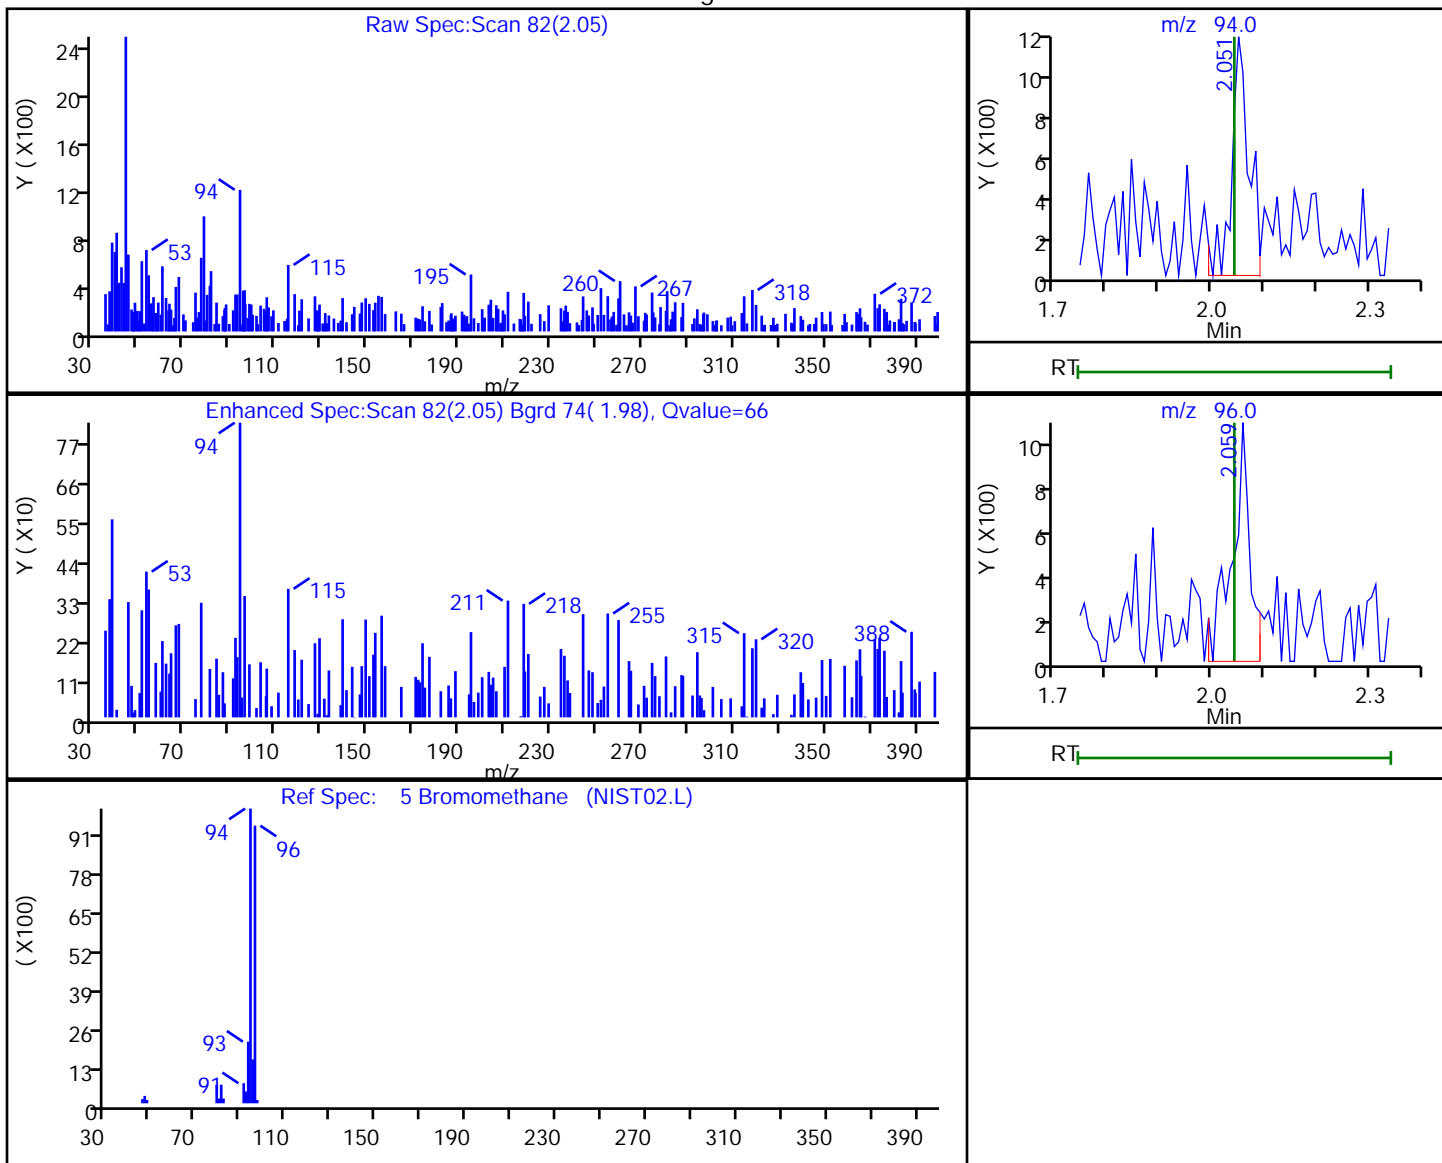 g
Raw Spec:Scan 82(2.05)
Y ( X100)
24
20
16
12
8
4
0
94
53
115
195
260
267
318
372
30 70 110 150 190 230 270 310 350 390
m/z
m/z 94.0
Y ( X100)
12
10
8
6
4
2
0
2.051
1.7 2.0 2.3
Min
RT
Enhanced Spec:Scan 82(2.05) Bgrd 74( 1.98), Qvalue=66
Y ( X10)
77
66
55
44
33
22
11
0
94
53
115
211
218
255
315
320
388
30 70 110 150 190 230 270 310 350 390
m/z
m/z 96.0
Y ( X100)
10
8
6
4
2
0
2.059
1.7 2.0 2.3
Min
RT
Ref Spec: 5 Bromomethane (NIST02.L)
( X100)
91
78
65
52
39
26
13
0
94
96
93
91
30 70 110 150 190 230 270 310 350 390